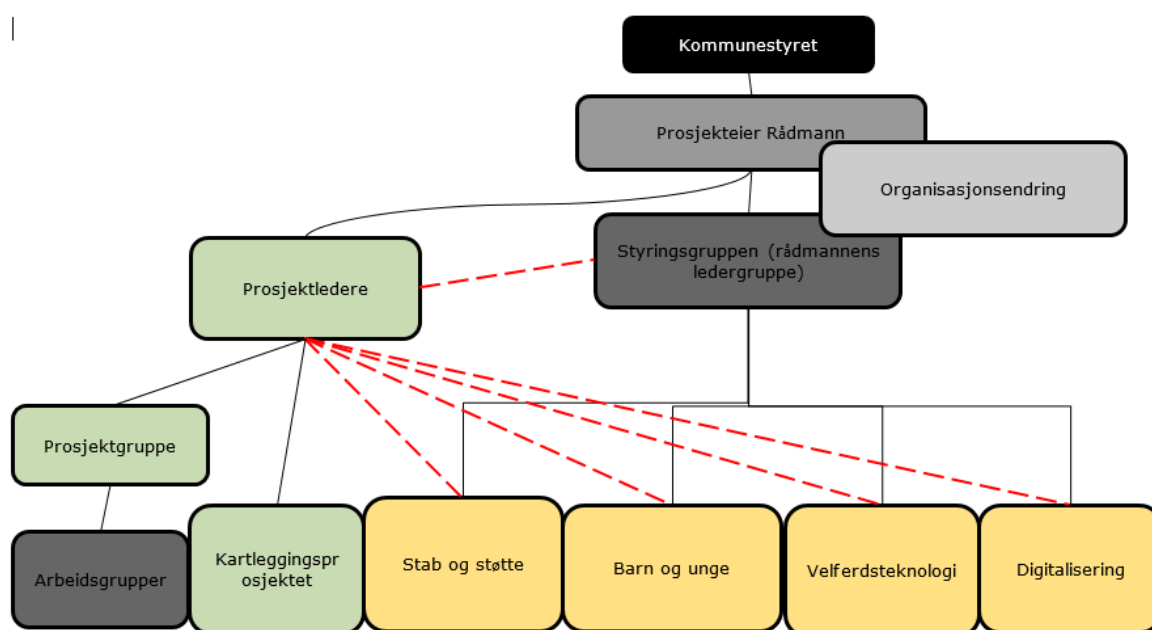 Kommunestyret
Prosjekteier Rådmann
Organisasjonsendring
Styringsgruppen (rådmannens
ledergruppe)
Prosjektledere
Prosjektgruppe
Arbeidsgrupper
Kartleggingspr
osjektet
Stab og støtte
Barn og unge
Velferdsteknologi
Digitalisering